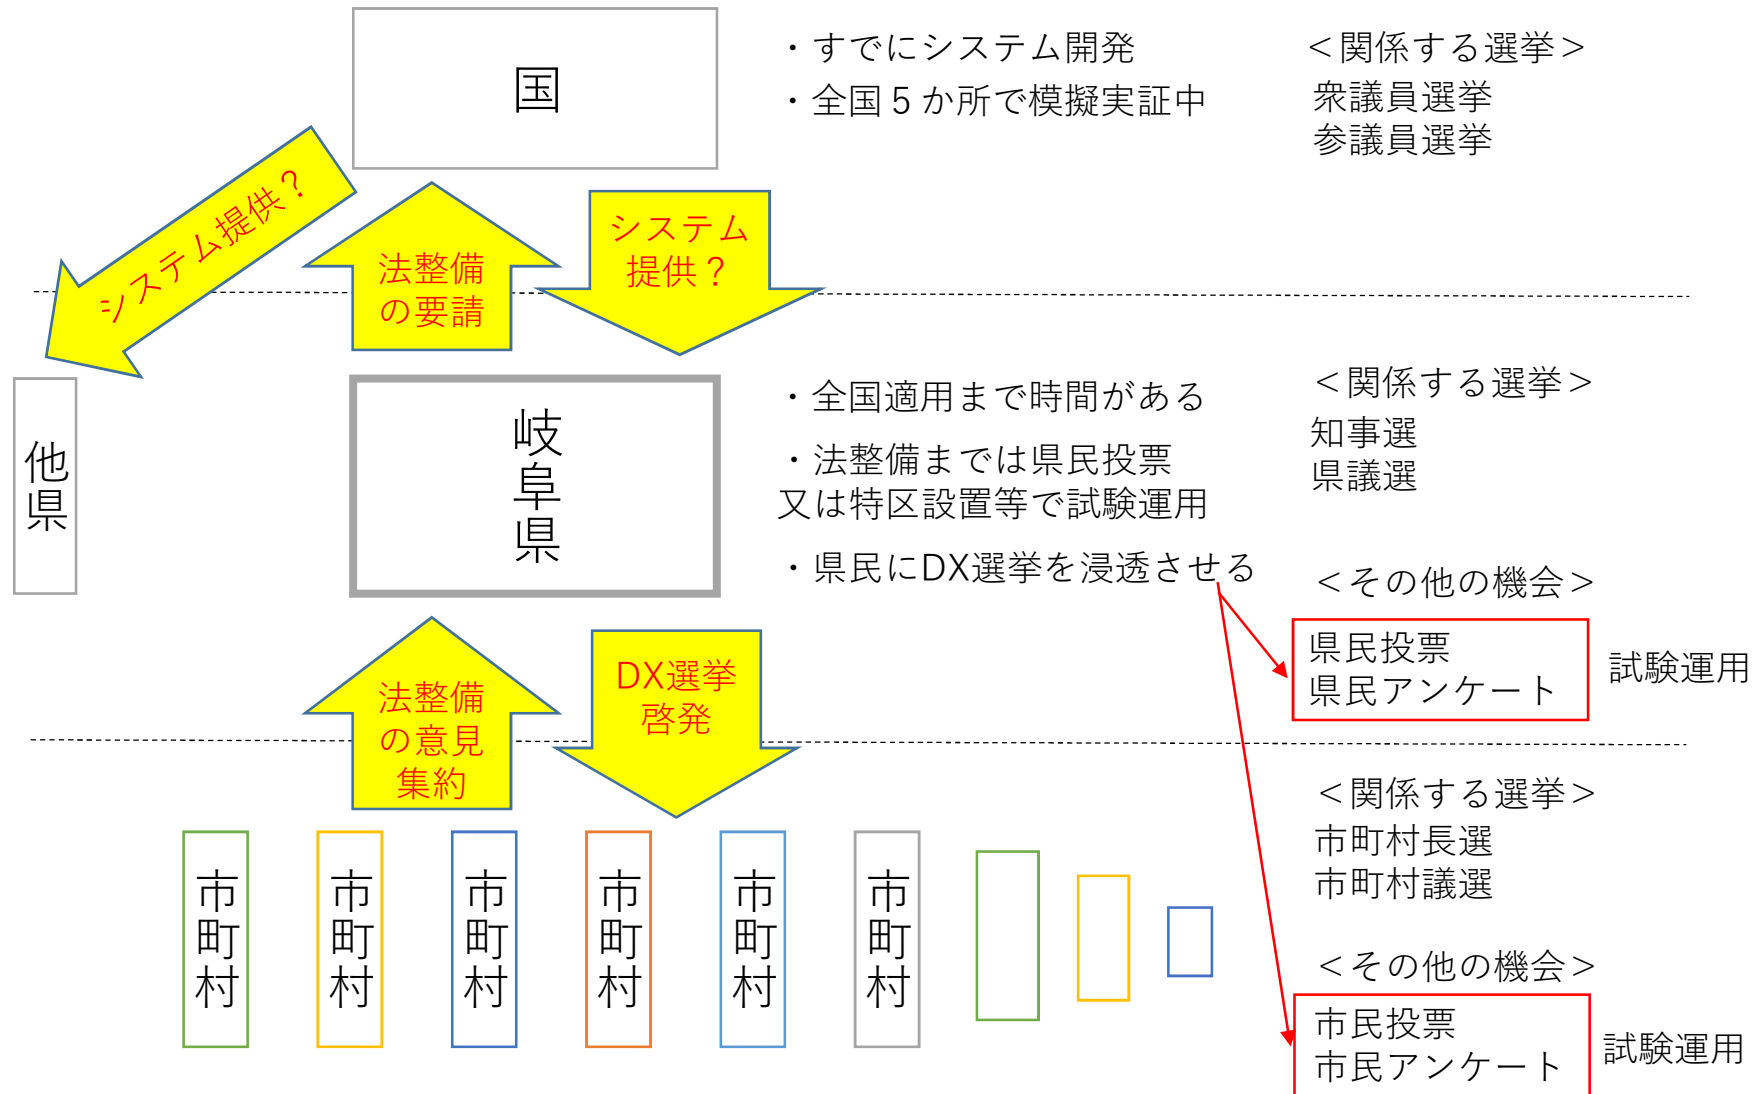 国
・すでにシステム開発
・全国５か所で模擬実証中
＜関係する選挙＞
衆議員選挙
参議員選挙
システム提供？
法整備
の要請
システム
提供？
他県
岐阜県
・全国適用まで時間がある
・法整備までは県民投票
又は特区設置等で試験運用
・県民にDX選挙を浸透させる
＜関係する選挙＞
知事選
県議選
＜その他の機会＞
県民投票
県民アンケート
試験運用
法整備
の意見
集約
DX選挙
啓発
市町村
市町村
市町村
市町村
市町村
市町村
＜関係する選挙＞
市町村長選
市町村議選
＜その他の機会＞
市民投票
市民アンケート
試験運用